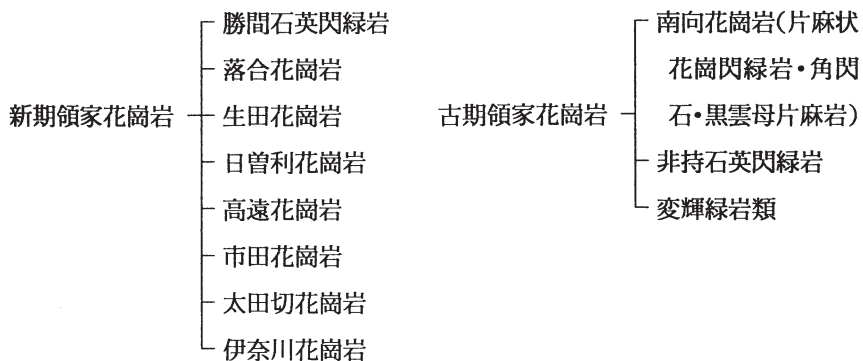 新期領家花崗岩
勝間石英閃緑岩
落合花崗岩
生田花崗岩
日曽利花崗岩
高遠花崗岩
市田花崗岩
太田切花崗岩
伊奈川花崗岩
古期領家花崗岩
南向花崗岩(片麻状
花崗閃緑岩・角閃
石・黒雲母片麻岩)
非持石英閃緑岩
変輝緑岩類